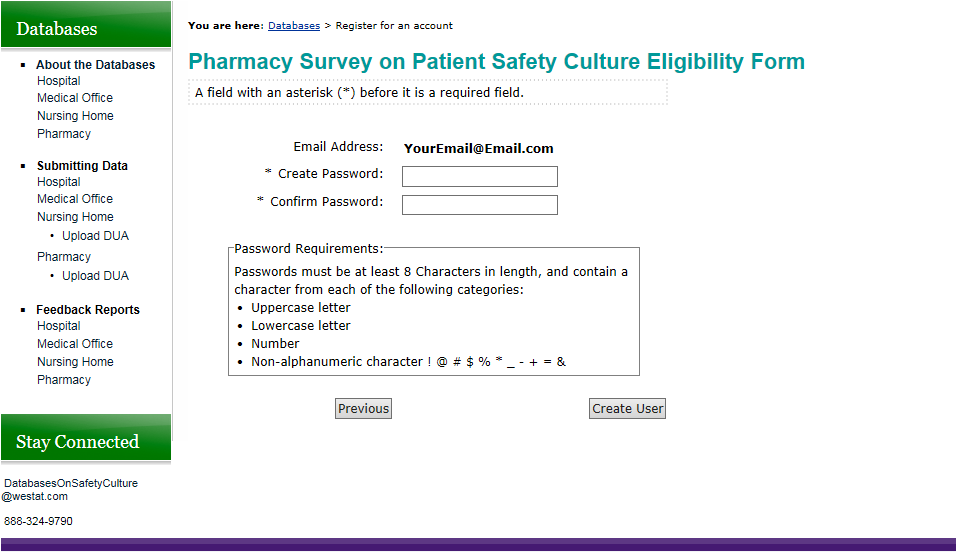 Databases
About the Databases
Hospital
Medical Office
Nursing Home
Pharmacy
Submitting Data
Hospital
Medical Office
Nursing Home
• Upload DUA
Pharmacy
• Upload DUA
Feedback Reports
Hospital
Medical Office
Nursing Home
Pharmacy
Stay Connected
DatabasesOnSafetyCulture
@westat.com
888-324-9790
You are here: Databases > Register for an account
Pharmacy Survey on Patient Safety Culture Eligibility Form
A field with an asterisk (*) before it is a required field.
Email Address: YourEmail@Email.com
* Create Password:
* Confirm Password:
Password Requirements:
Passwords must be at least 8 Characters in length, and contain a
character from each of the following categories:
• Uppercase letter
• Lowercase letter
• Number
• Non-alphanumeric character ! @ # $ % * _ - + = &
Previous
Create User